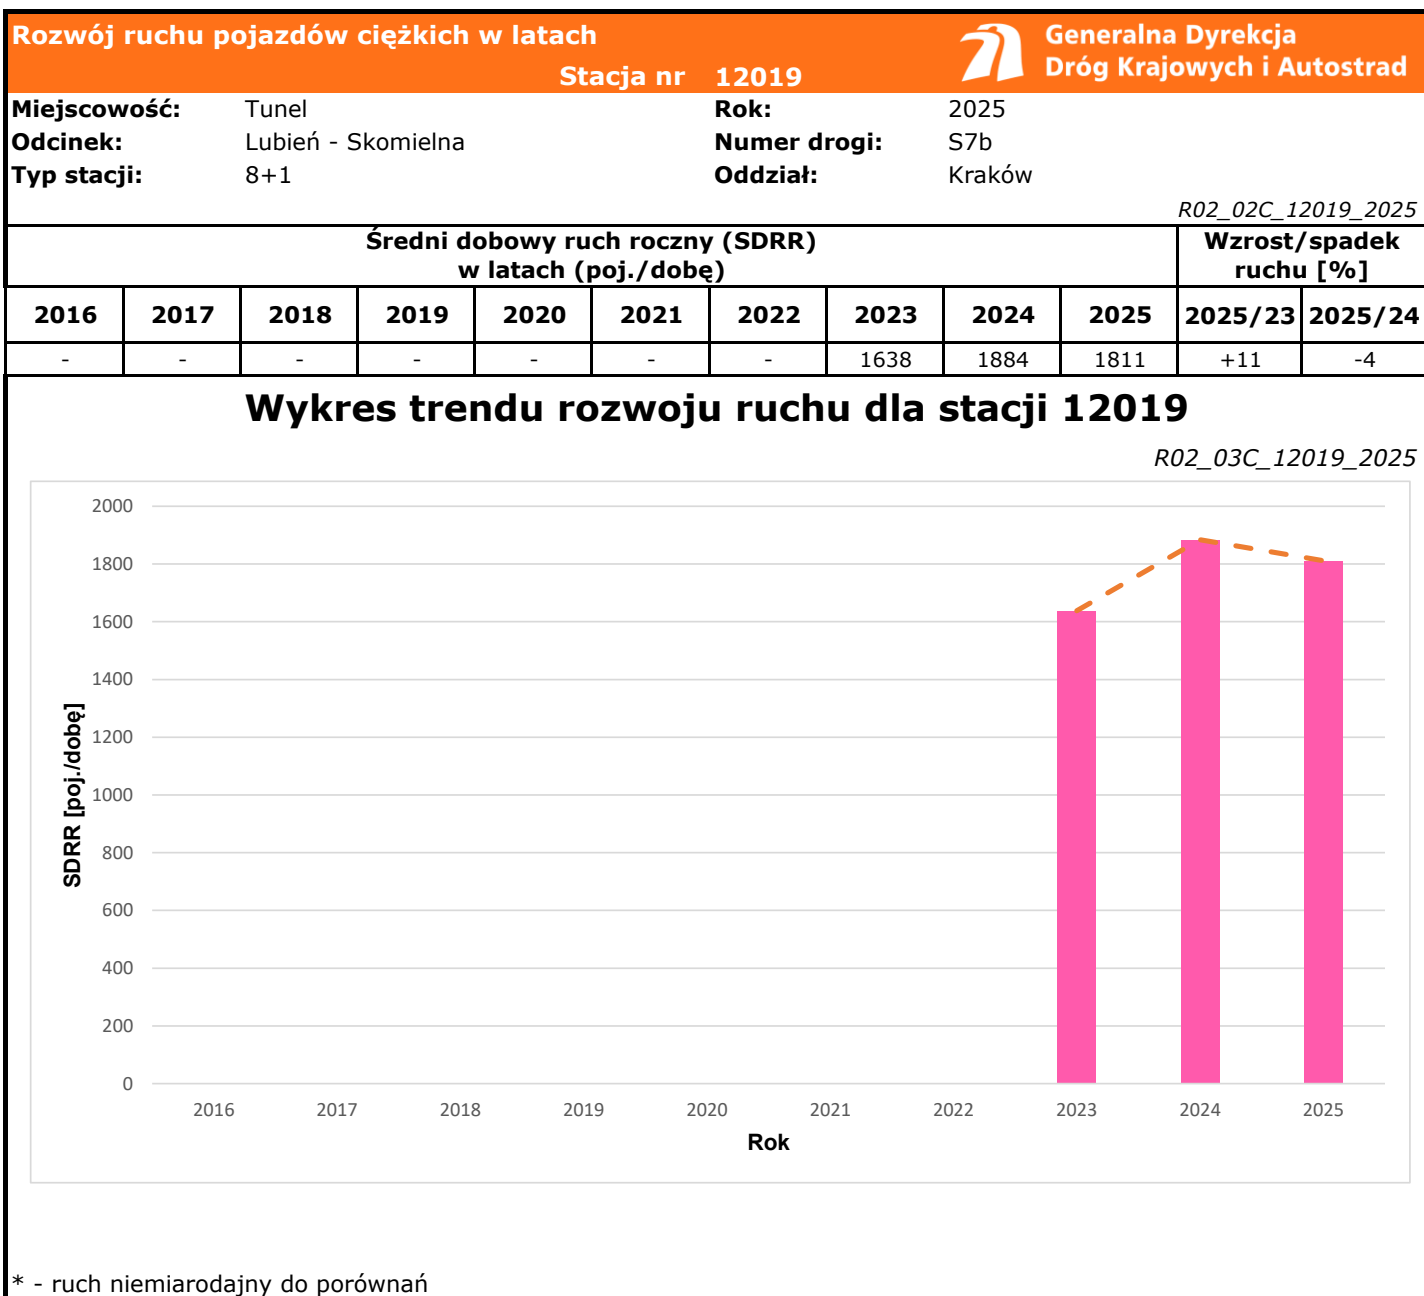 Rozwój ruchu pojazdów ciężkich w latach
Generalna Dyrekcja
Dróg Krajowych i Autostrad
Stacja nr 12019
Miejscowość: Tunel Rok: 2025
Odcinek: Lubień - Skomielna Numer drogi: S7b
Typ stacji: 8+1 Oddział: Kraków
R02_02C_12019_2025
Średni dobowy ruch roczny (SDRR)
w latach (poj./dobę)
Wzrost/spadek
ruchu [%]
2016 2017 2018 2019 2020 2021 2022 2023 2024 2025 2025/23 2025/24
- - - - - - - 1638 1884 1811 +11 -4
Wykres trendu rozwoju ruchu dla stacji 12019
R02_03C_12019_2025
2000
1800
1600
1400
1200
1000
800
600
400
200
0
SDRR [poj./dobę]
2016 2017 2018 2019 2020 2021 2022 2023 2024 2025
Rok
* - ruch niemiarodajny do porównań